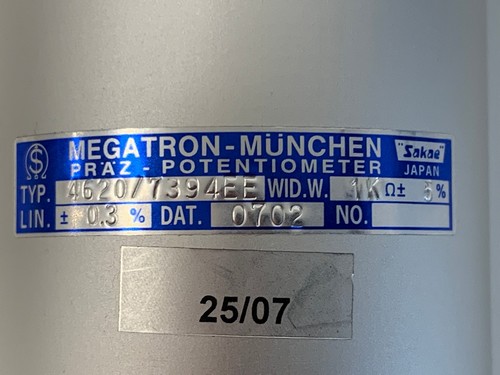 MEGATRON-MÜNCHEN "Sakae"
PRÄZ - POTENTIOMETER JAPAN
TYP. 4620/7394EE WID.W. 1K Ω± 5%
LIN. ± 0.3 % DAT. 0702 NO.
25/07